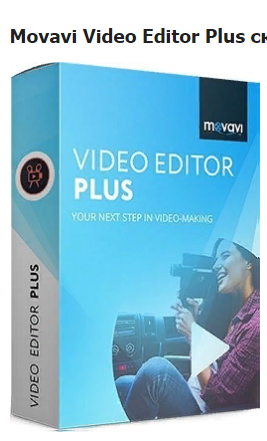 Movavi Video Editor Plus ск
movavi
VIDEO EDITOR
PLUS
YOUR NEXT STEP IN VIDEO-MAKING
VIDEO EDITOR PLUS